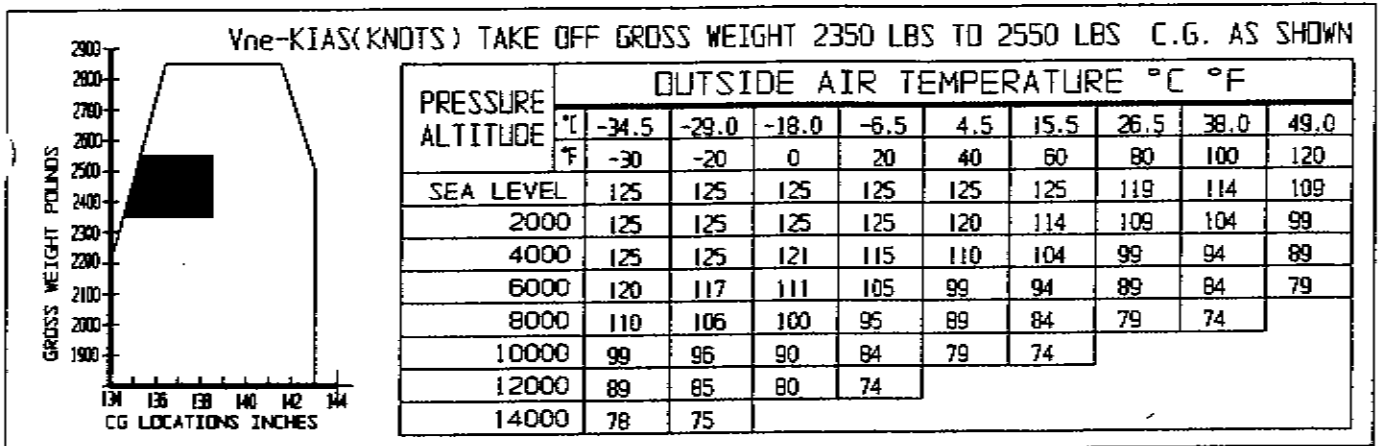 Vne-KIAS(KNOTS) TAKE OFF GROSS WEIGHT 2350 LBS TO 2550 LBS C.G. AS SHOWN
GROSS WEIGHT POUNDS
2900
2800
2700
2600
2500
2400
2300
2200
2100
2000
1900
134 136 138 140 142 144
CG LOCATIONS INCHES
PRESSURE ALTITUDE OUTSIDE AIR TEMPERATURE °C °F
°C -34.5 -29.0 -18.0 -6.5 4.5 15.5 26.5 38.0 49.0
°F -30 -20 0 20 40 60 80 100 120
SEA LEVEL 125 125 125 125 125 125 119 114 109
2000 125 125 125 125 120 114 109 104 99
4000 125 125 121 115 110 104 99 94 89
6000 120 117 111 105 99 94 89 84 79
8000 110 106 100 95 89 84 79 74
10000 99 96 90 84 79 74
12000 89 85 80 74
14000 78 75